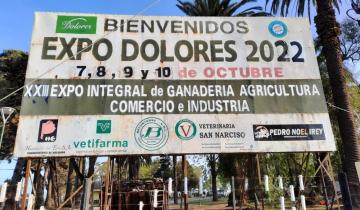 Dolores
BIENVENIDOS
EXPO DOLORES 2022
7, 8, 9 y 10 de OCTUBRE
XXIII EXPO INTEGRAL de GANADERIA AGRICULTURA
COMERCIO e INDUSTRIA
vetifarma
B
V
VETERINARIA
SAN NARCISO
PEDRO NOEL IREY